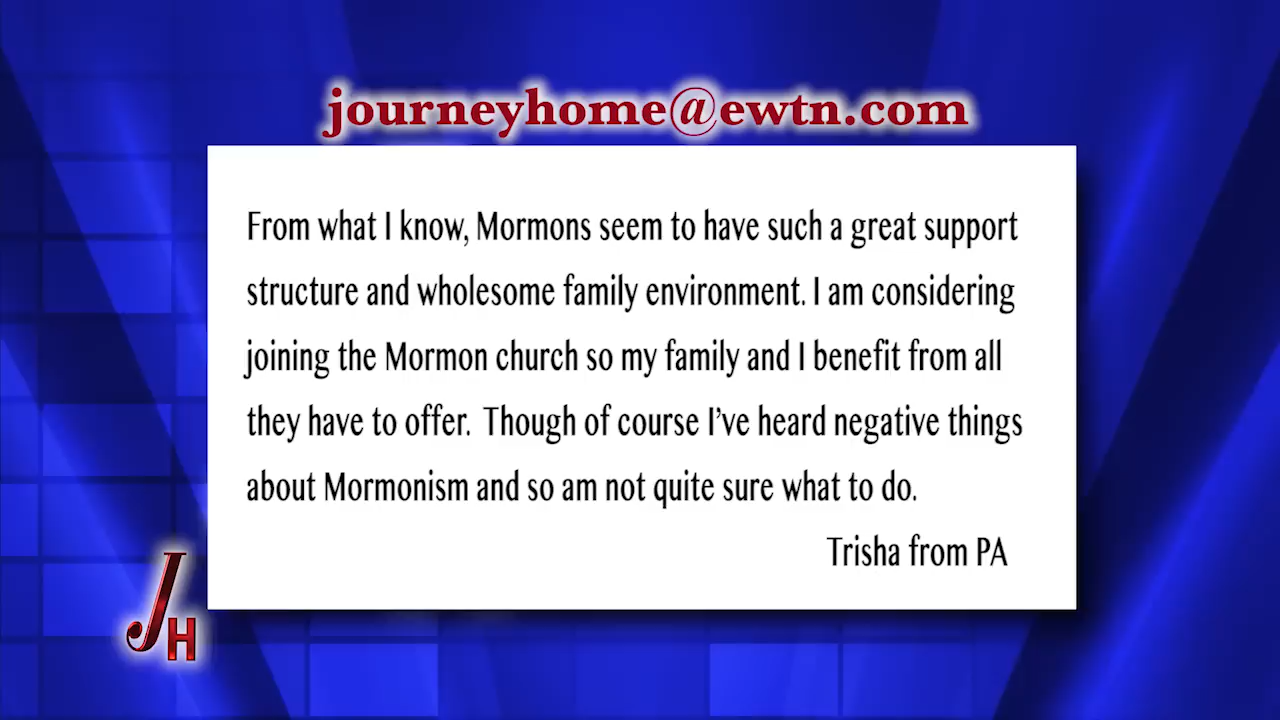 journeyhome@ewtn.com
From what I know, Mormons seem to have such a great support
structure and wholesome family environment. I am considering
joining the Mormon church so my family and I benefit from all
they have to offer.  Though of course I’ve heard negative things
about Mormonism and so am not quite sure what to do.
Trisha from PA
JH